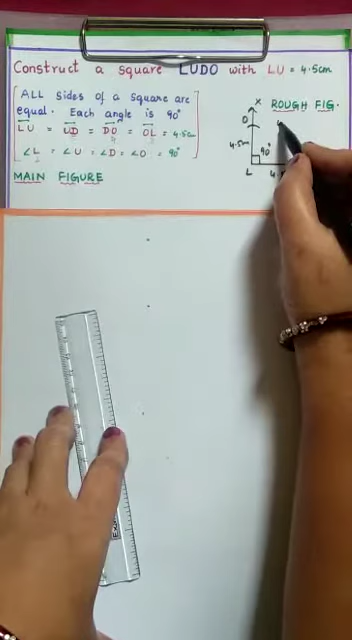 Construct a square LUDO with LU = 4.5cm
ALL sides of a square are
equal. Each angle is 90°
LU = UD = DO = OL = 4.5cm
∠L = ∠U = ∠D = ∠O = 90°
X ROUGH FIG.
O
4.5cm
90°
L
MAIN FIGURE